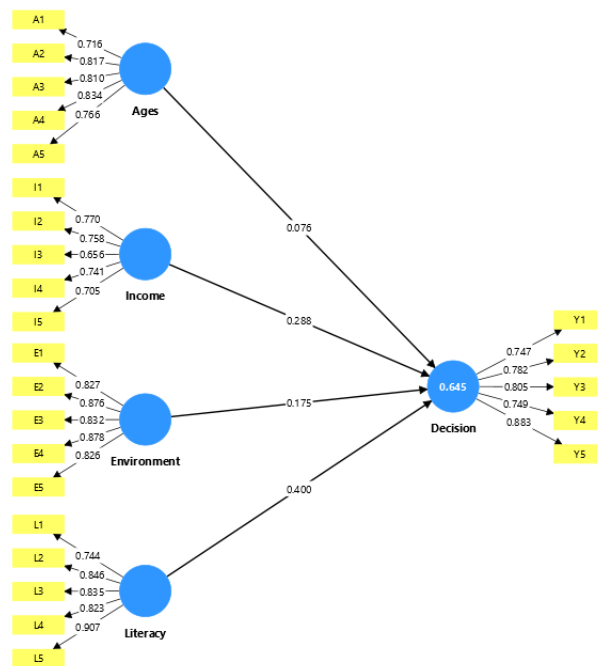 A1
0.716
A2
0.817
A3
0.810
A4
0.834
A5
0.766
Ages
I1
0.770
I2
0.758
I3
0.656
I4
0.741
I5
0.705
Income
E1
0.827
E2
0.876
E3
0.832
E4
0.878
E5
0.826
Environment
L1
0.744
L2
0.846
L3
0.835
L4
0.823
L5
0.907
Literacy
0.076
0.288
0.175
0.400
0.645
Decision
Y1
0.747
Y2
0.782
Y3
0.805
Y4
0.749
Y5
0.883